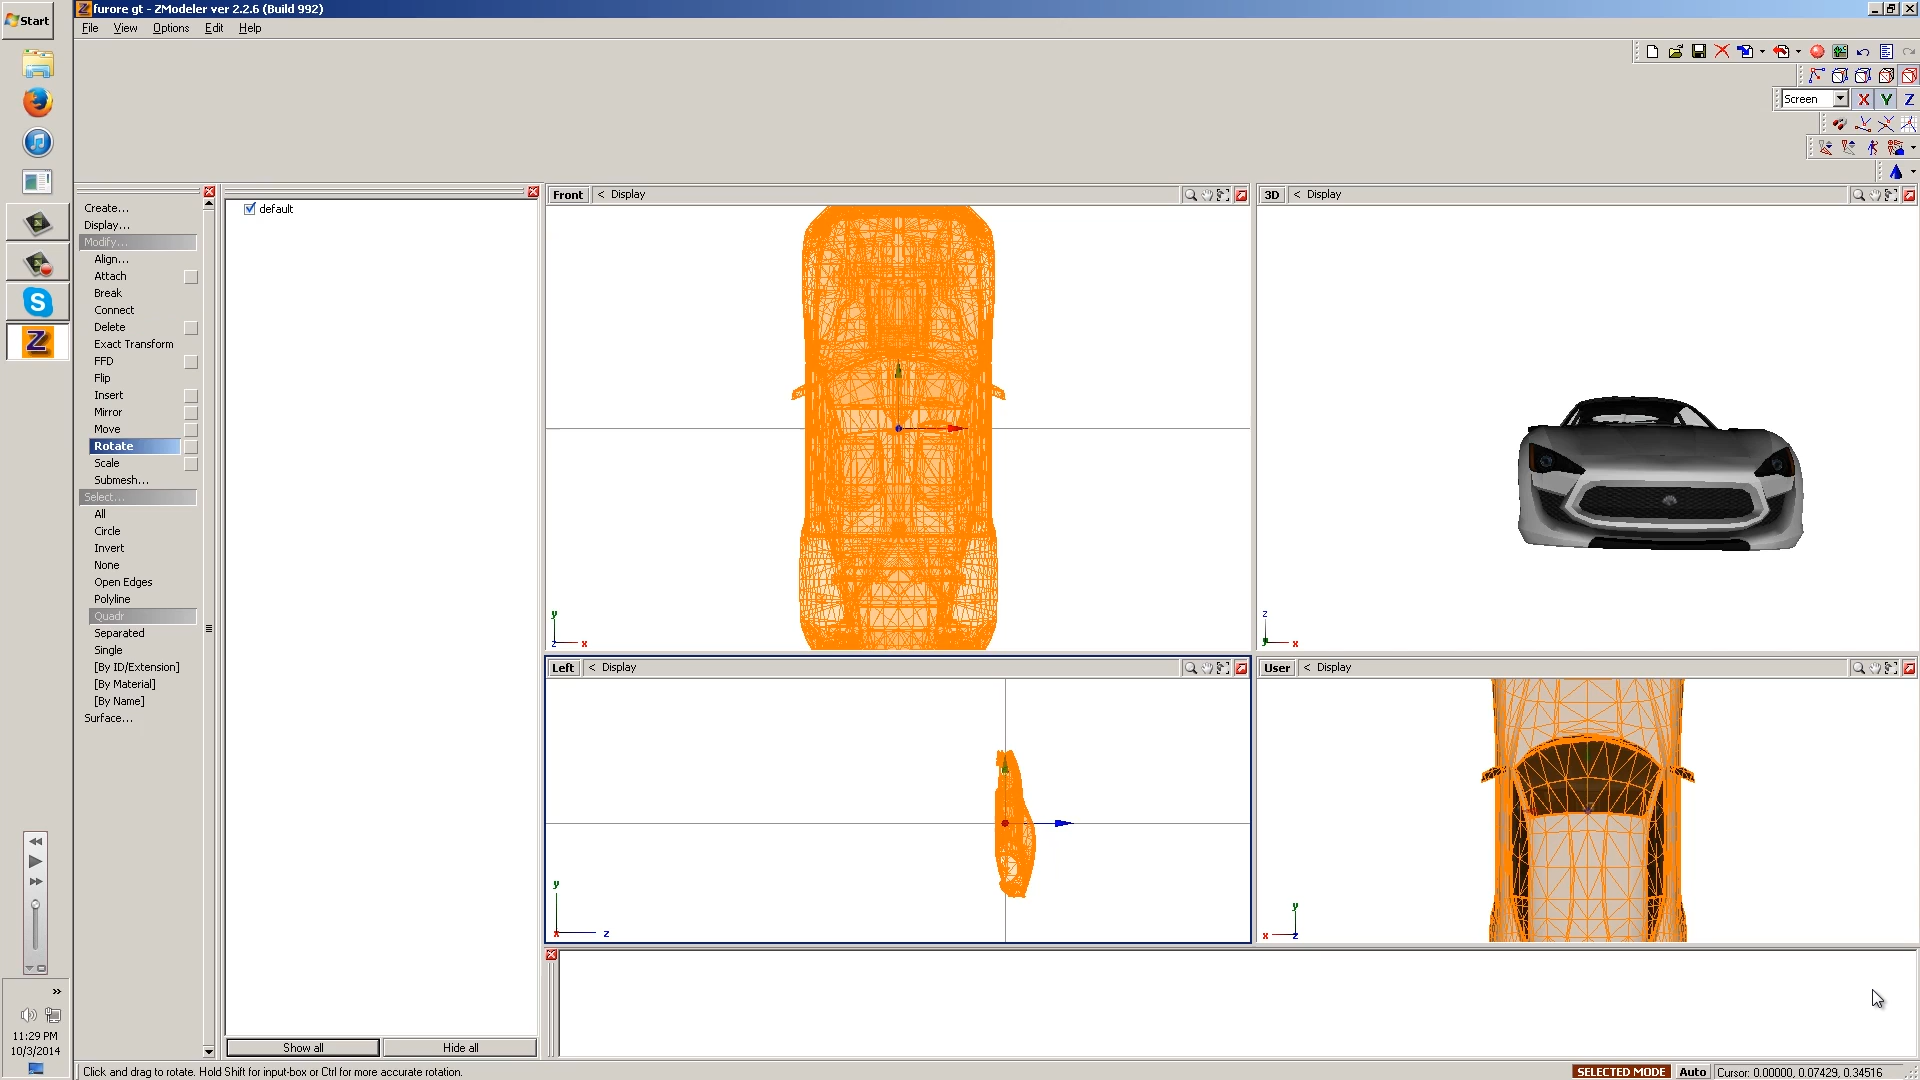 Start
furore gt - ZModeler ver 2.2.6 (Build 992)
File View Options Edit Help
Screen X Y Z
Create...
Display...
Modify...
Align...
Attach
Break
Connect
Delete
Exact Transform
FFD
Flip
Insert
Mirror
Move
Rotate
Scale
Submesh...
Select...
All
Circle
Invert
None
Open Edges
Polyline
Quadr
Separated
Single
[By ID/Extension]
[By Material]
[By Name]
Surface...
default
Show all Hide all
Front < Display
y
z x
3D < Display
z
y x
Left < Display
y
x z
User < Display
y
x z
11:29 PM
10/3/2014
Click and drag to rotate. Hold Shift for input-box or Ctrl for more accurate rotation.
SELECTED MODE Auto Cursor: 0.00000, 0.07429, 0.34516